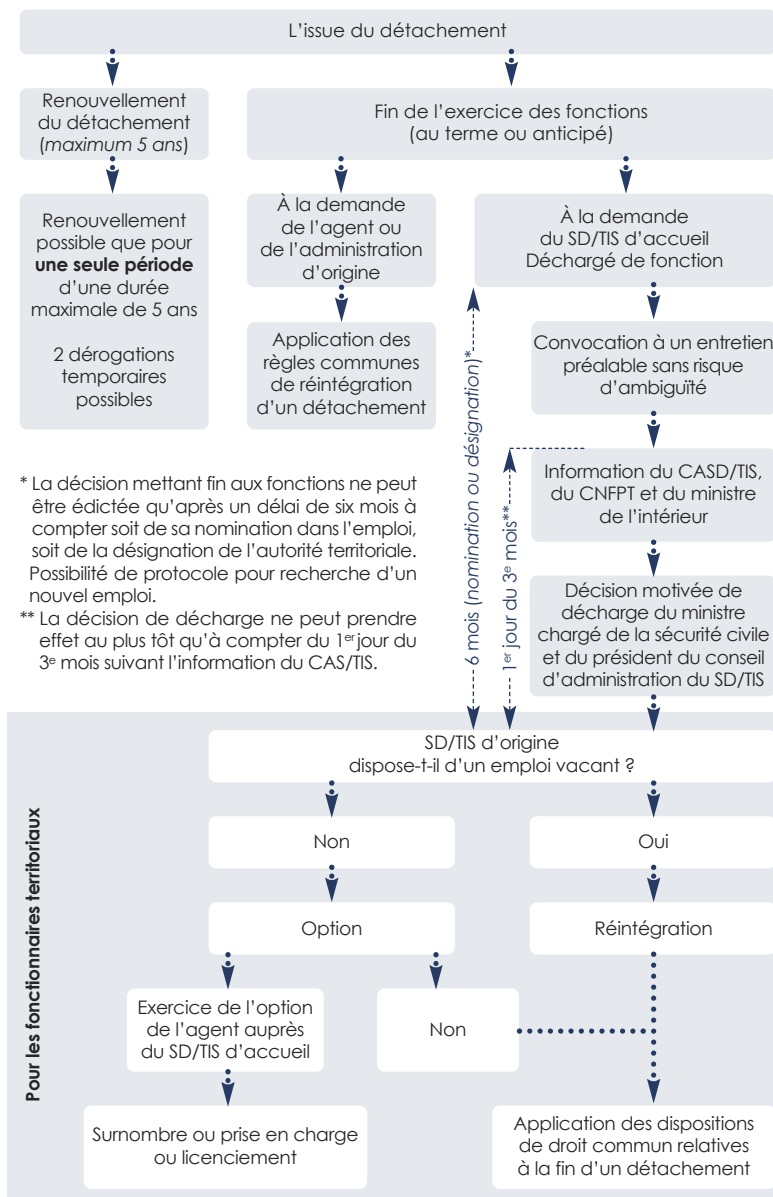 L'issue du détachement
Renouvellement
du détachement
(maximum 5 ans)
Fin de l'exercice des fonctions
(au terme ou anticipé)
Renouvellement
possible que pour
une seule période
d'une durée
maximale de 5 ans
2 dérogations
temporaires
possibles
À la demande
de l'agent ou
de l'administration
d'origine
À la demande
du SD/TIS d'accueil
Déchargé de fonction
Application des
règles communes
de réintégration
d'un détachement
Convocation à un entretien
préalable sans risque
d'ambiguïté
6 mois (nomination ou désignation)*
1er jour du 3e mois**
Information du CASD/TIS,
du CNFPT et du ministre
de l'intérieur
* La décision mettant fin aux fonctions ne peut
être édictée qu'après un délai de six mois à
compter soit de sa nomination dans l'emploi,
soit de la désignation de l'autorité territoriale.
Possibilité de protocole pour recherche d'un
nouvel emploi.
** La décision de décharge ne peut prendre
effet au plus tôt qu'à compter du 1er jour du
3e mois suivant l'information du CAS/TIS.
Décision motivée de
décharge du ministre
chargé de la sécurité civile
et du président du conseil
d'administration du SD/TIS
Pour les fonctionnaires territoriaux
SD/TIS d'origine
dispose-t-il d'un emploi vacant ?
Non
Oui
Option
Réintégration
Exercice de l'option
de l'agent auprès
du SD/TIS d'accueil
Non
Surnombre ou prise en charge
ou licenciement
Application des dispositions
de droit commun relatives
à la fin d'un détachement